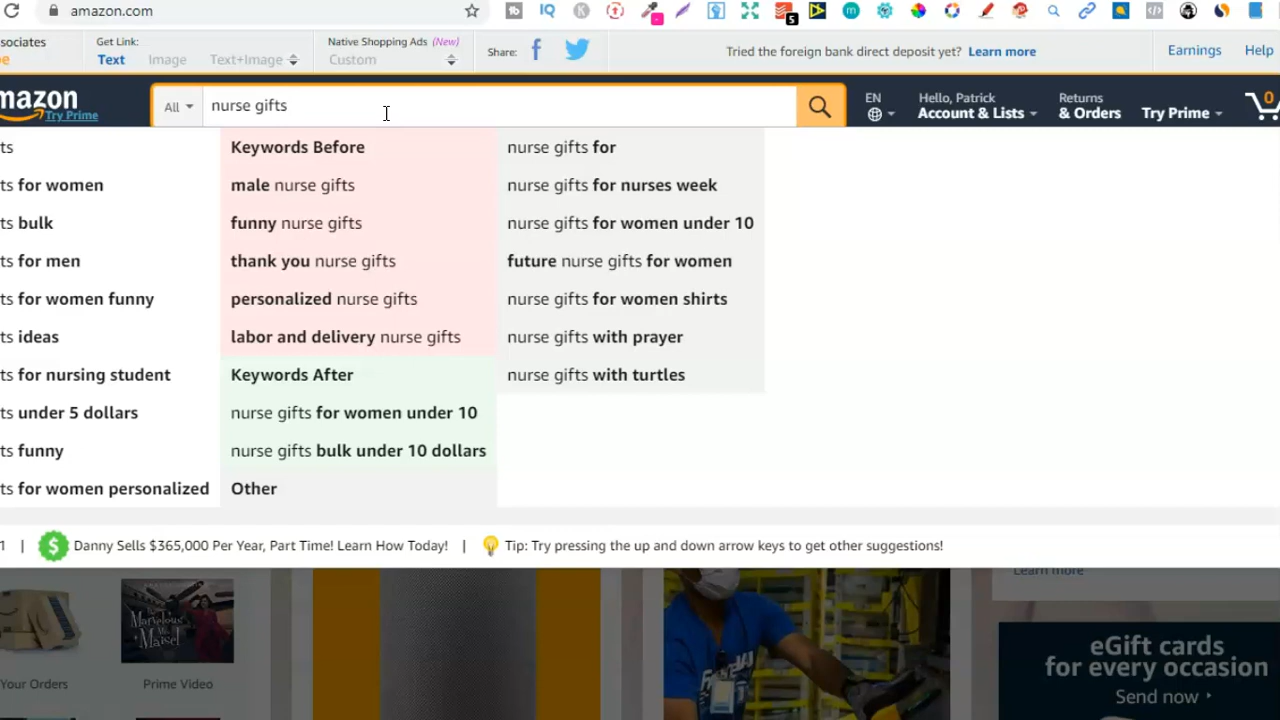 amazon.com
5
sociates
Get Link:
Text
Image
Text+Image
Native Shopping Ads (New)
Custom
Share:
Tried the foreign bank direct deposit yet? Learn more
Earnings
Help
mazon
Try Prime
All
nurse gifts
EN
Hello, Patrick
Account & Lists
Returns
& Orders
Try Prime
0
ts
ts for women
ts bulk
ts for men
ts for women funny
ts ideas
ts for nursing student
ts under 5 dollars
ts funny
ts for women personalized
Keywords Before
male nurse gifts
funny nurse gifts
thank you nurse gifts
personalized nurse gifts
labor and delivery nurse gifts
Keywords After
nurse gifts for women under 10
nurse gifts bulk under 10 dollars
Other
nurse gifts for
nurse gifts for nurses week
nurse gifts for women under 10
future nurse gifts for women
nurse gifts for women shirts
nurse gifts with prayer
nurse gifts with turtles
1 | Danny Sells $365,000 Per Year, Part Time! Learn How Today! | Tip: Try pressing the up and down arrow keys to get other suggestions!
Learn more
Marvelous
Mrs. Maisel
Your Orders
Prime Video
eGift cards
for every occasion
Send now